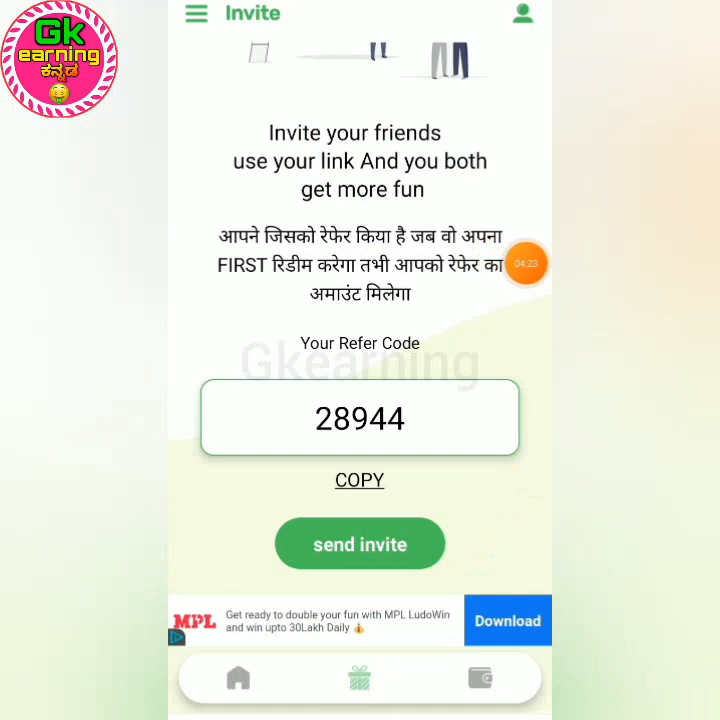 Gk
earning
ಕನ್ನಡ
Invite
Invite your friends
use your link And you both
get more fun
आपने जिसको रेफेर किया है जब वो अपना
FIRST रिडीम करेगा तभी आपको रेफेर का
अमाउंट मिलेगा
04:23
Your Refer Code
Gkearning
28944
COPY
send invite
MPL
Get ready to double your fun with MPL LudoWin
and win upto 30Lakh Daily 💰
Download